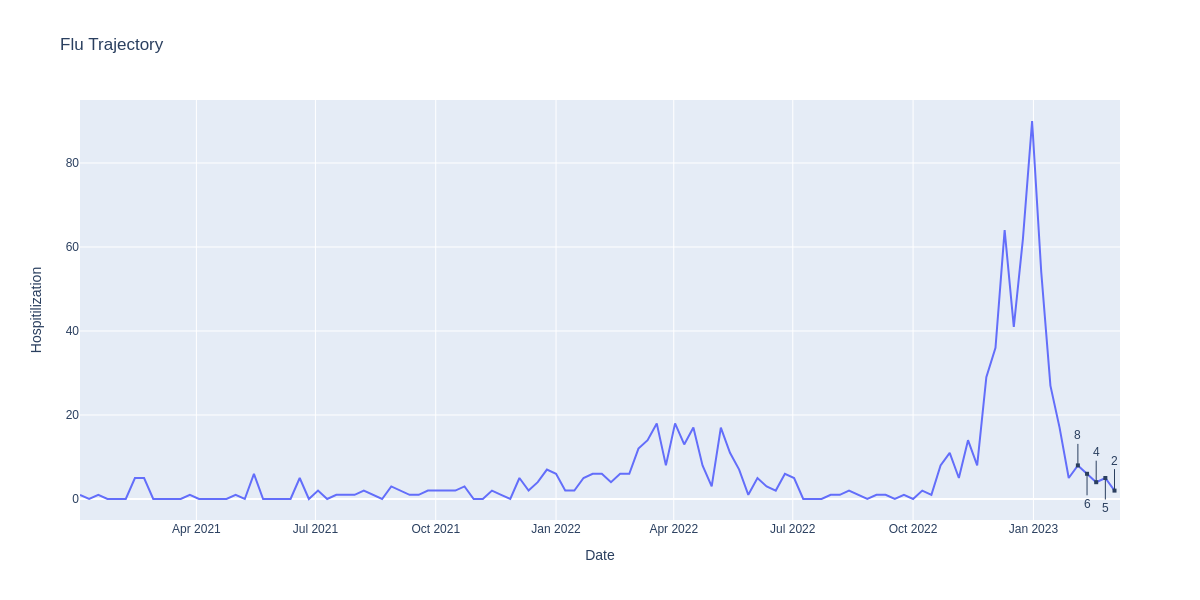 Flu Trajectory
Hospitilization
80
60
40
20
0
8
4
2
6
5
Apr 2021
Jul 2021
Oct 2021
Jan 2022
Apr 2022
Jul 2022
Oct 2022
Jan 2023
Date